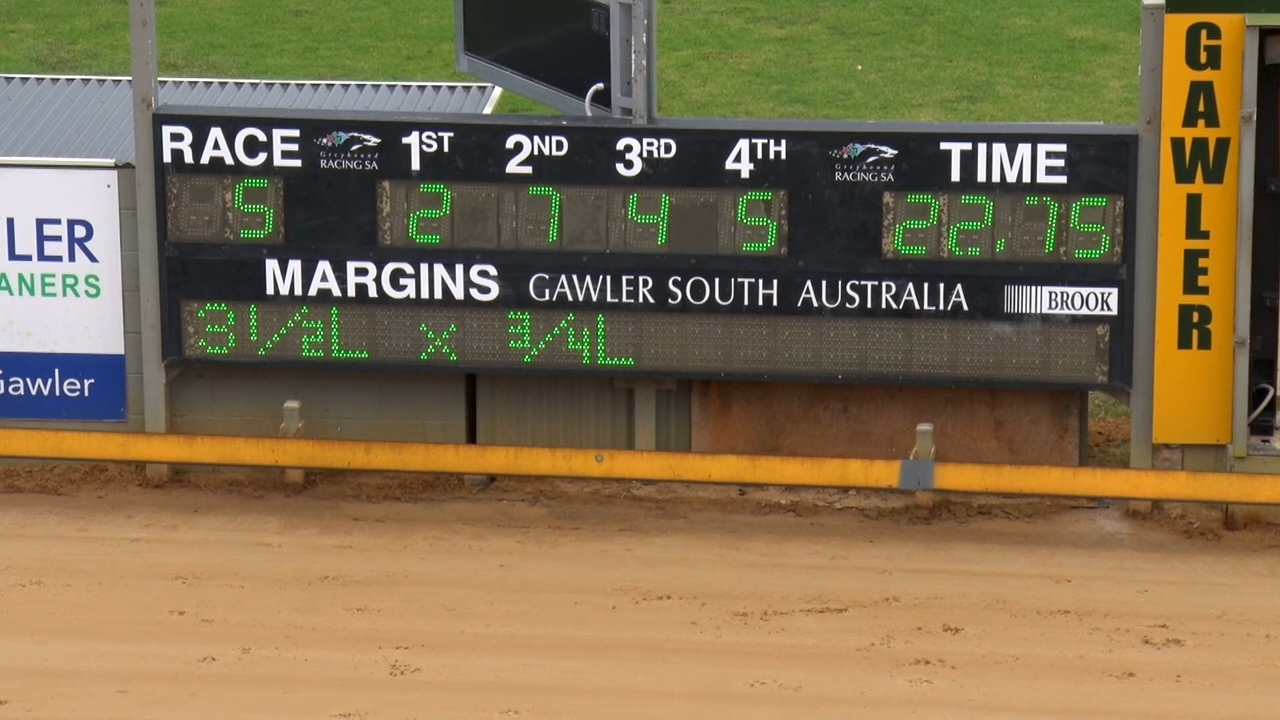 RACE Greyhound RACING SA 1ST 2ND 3RD 4TH Greyhound RACING SA TIME
5 2 7 4 5 22.75
MARGINS GAWLER SOUTH AUSTRALIA BROOK
3 1/2L x 3/4L
GAWLER
LER
ANERS
Gawler